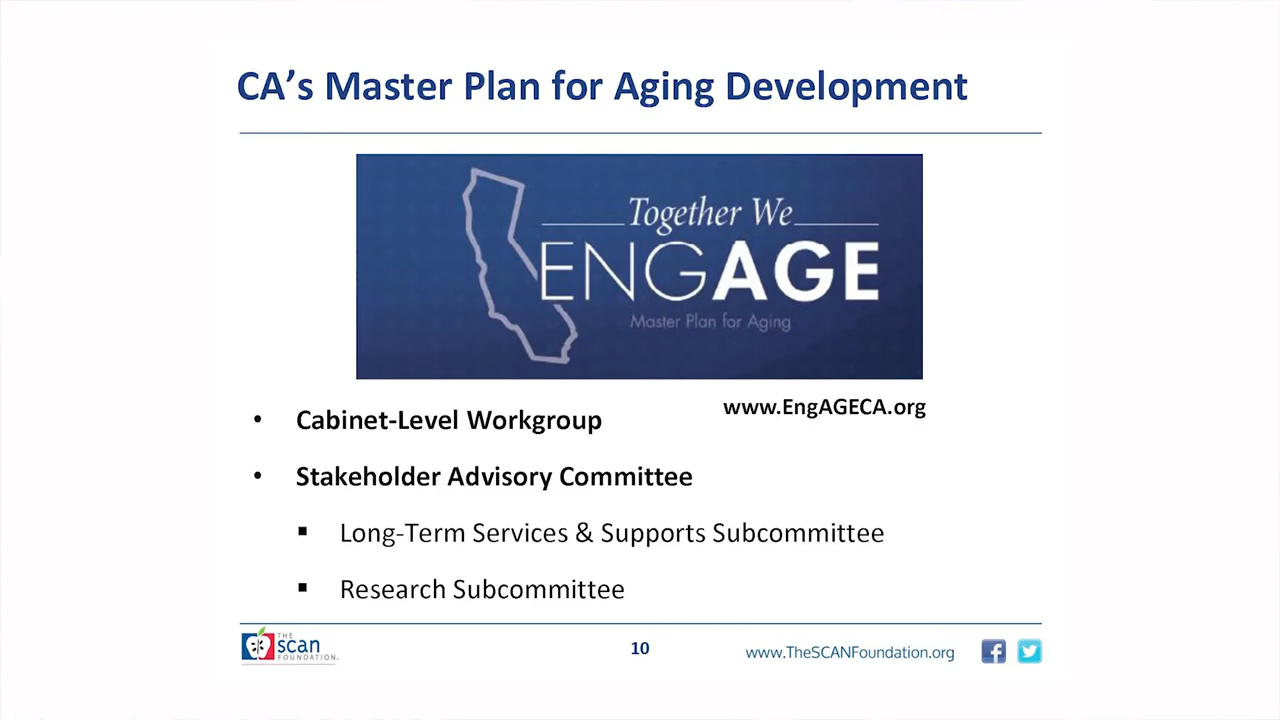 CA’s Master Plan for Aging Development
Together We
ENGAGE
Master Plan for Aging
www.EngAGECA.org
• Cabinet-Level Workgroup
• Stakeholder Advisory Committee
▪ Long-Term Services & Supports Subcommittee
▪ Research Subcommittee
THE
scan
FOUNDATION.
10
www.TheSCANFoundation.org